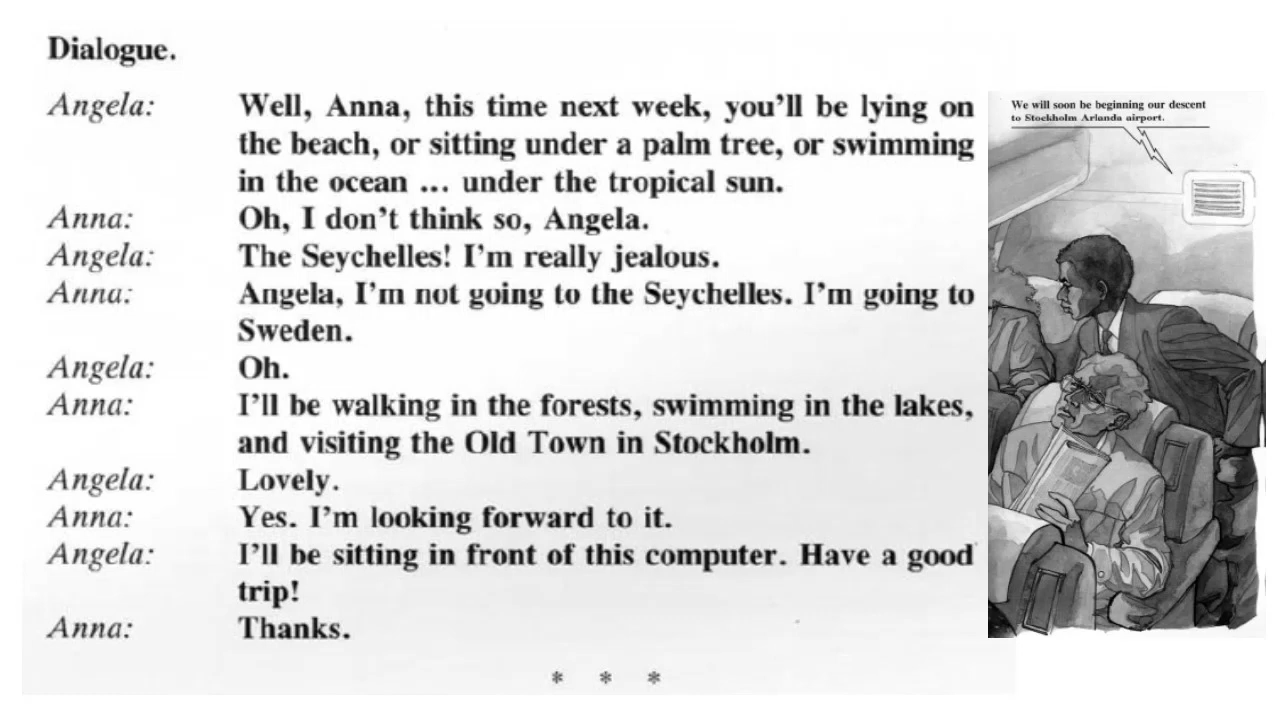 Dialogue.
Angela: Well, Anna, this time next week, you'll be lying on
the beach, or sitting under a palm tree, or swimming
in the ocean ... under the tropical sun.
Anna: Oh, I don't think so, Angela.
Angela: The Seychelles! I'm really jealous.
Anna: Angela, I'm not going to the Seychelles. I'm going to
Sweden.
Angela: Oh.
Anna: I'll be walking in the forests, swimming in the lakes,
and visiting the Old Town in Stockholm.
Angela: Lovely.
Anna: Yes. I'm looking forward to it.
Angela: I'll be sitting in front of this computer. Have a good
trip!
Anna: Thanks.
* * *
We will soon be beginning our descent
to Stockholm Arlanda airport.